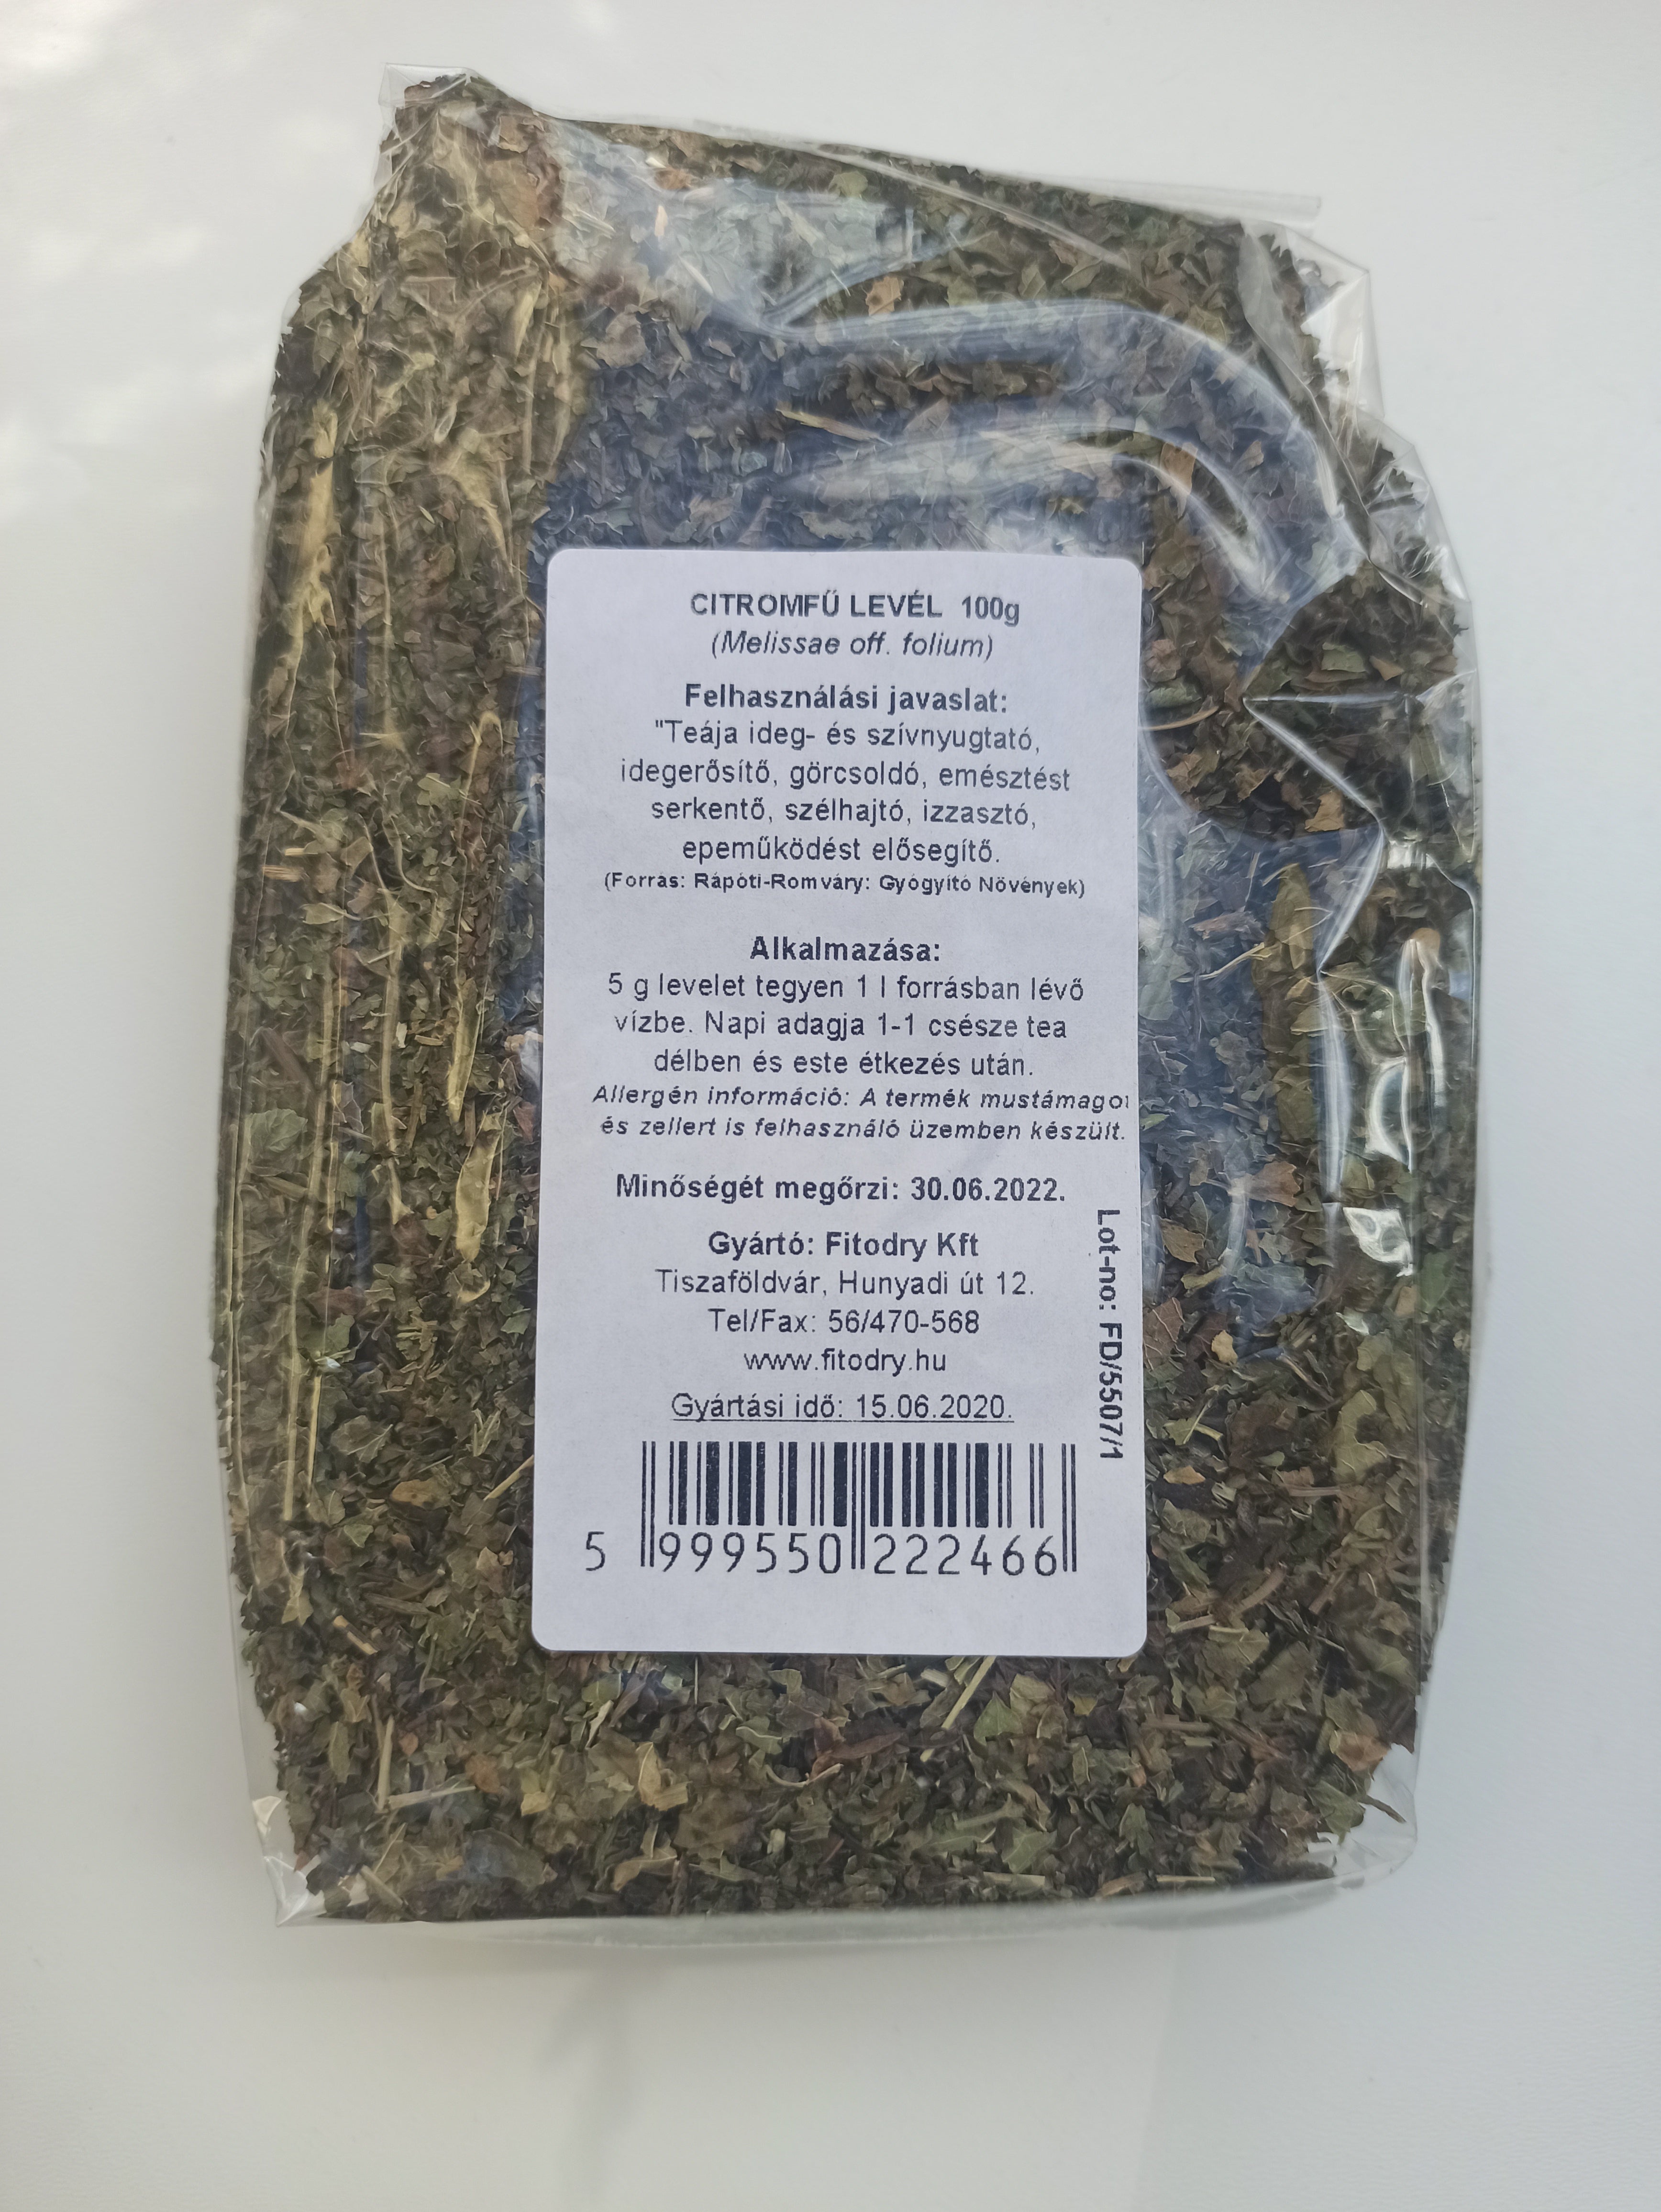 CITROMFŰ LEVÉL 100g
(Melissae off. folium)
Felhasználási javaslat:
"Teája ideg- és szívnyugtató,
idegerősítő, görcsoldó, emésztést
serkentő, szélhajtó, izzasztó,
epeműködést elősegítő.
(Forrás: Rápóti-Romváry: Gyógyító Növények)
Alkalmazása:
5 g levelet tegyen 1 l forrásban lévő
vízbe. Napi adagja 1-1 csésze tea
délben és este étkezés után.
Allergén információ: A termék
és zellert is felhasználó üzemben készült.
Minőségét megőrzi: 30.06.2022.
Gyártó: Fitodry Kft
Tiszaföldvár, Hunyadi út 12.
Tel/Fax: 56/470-568
www.fitodry.hu
Gyártási idő: 15.06.2020.
Lot-no: FD/5507/1
5 999550 222466